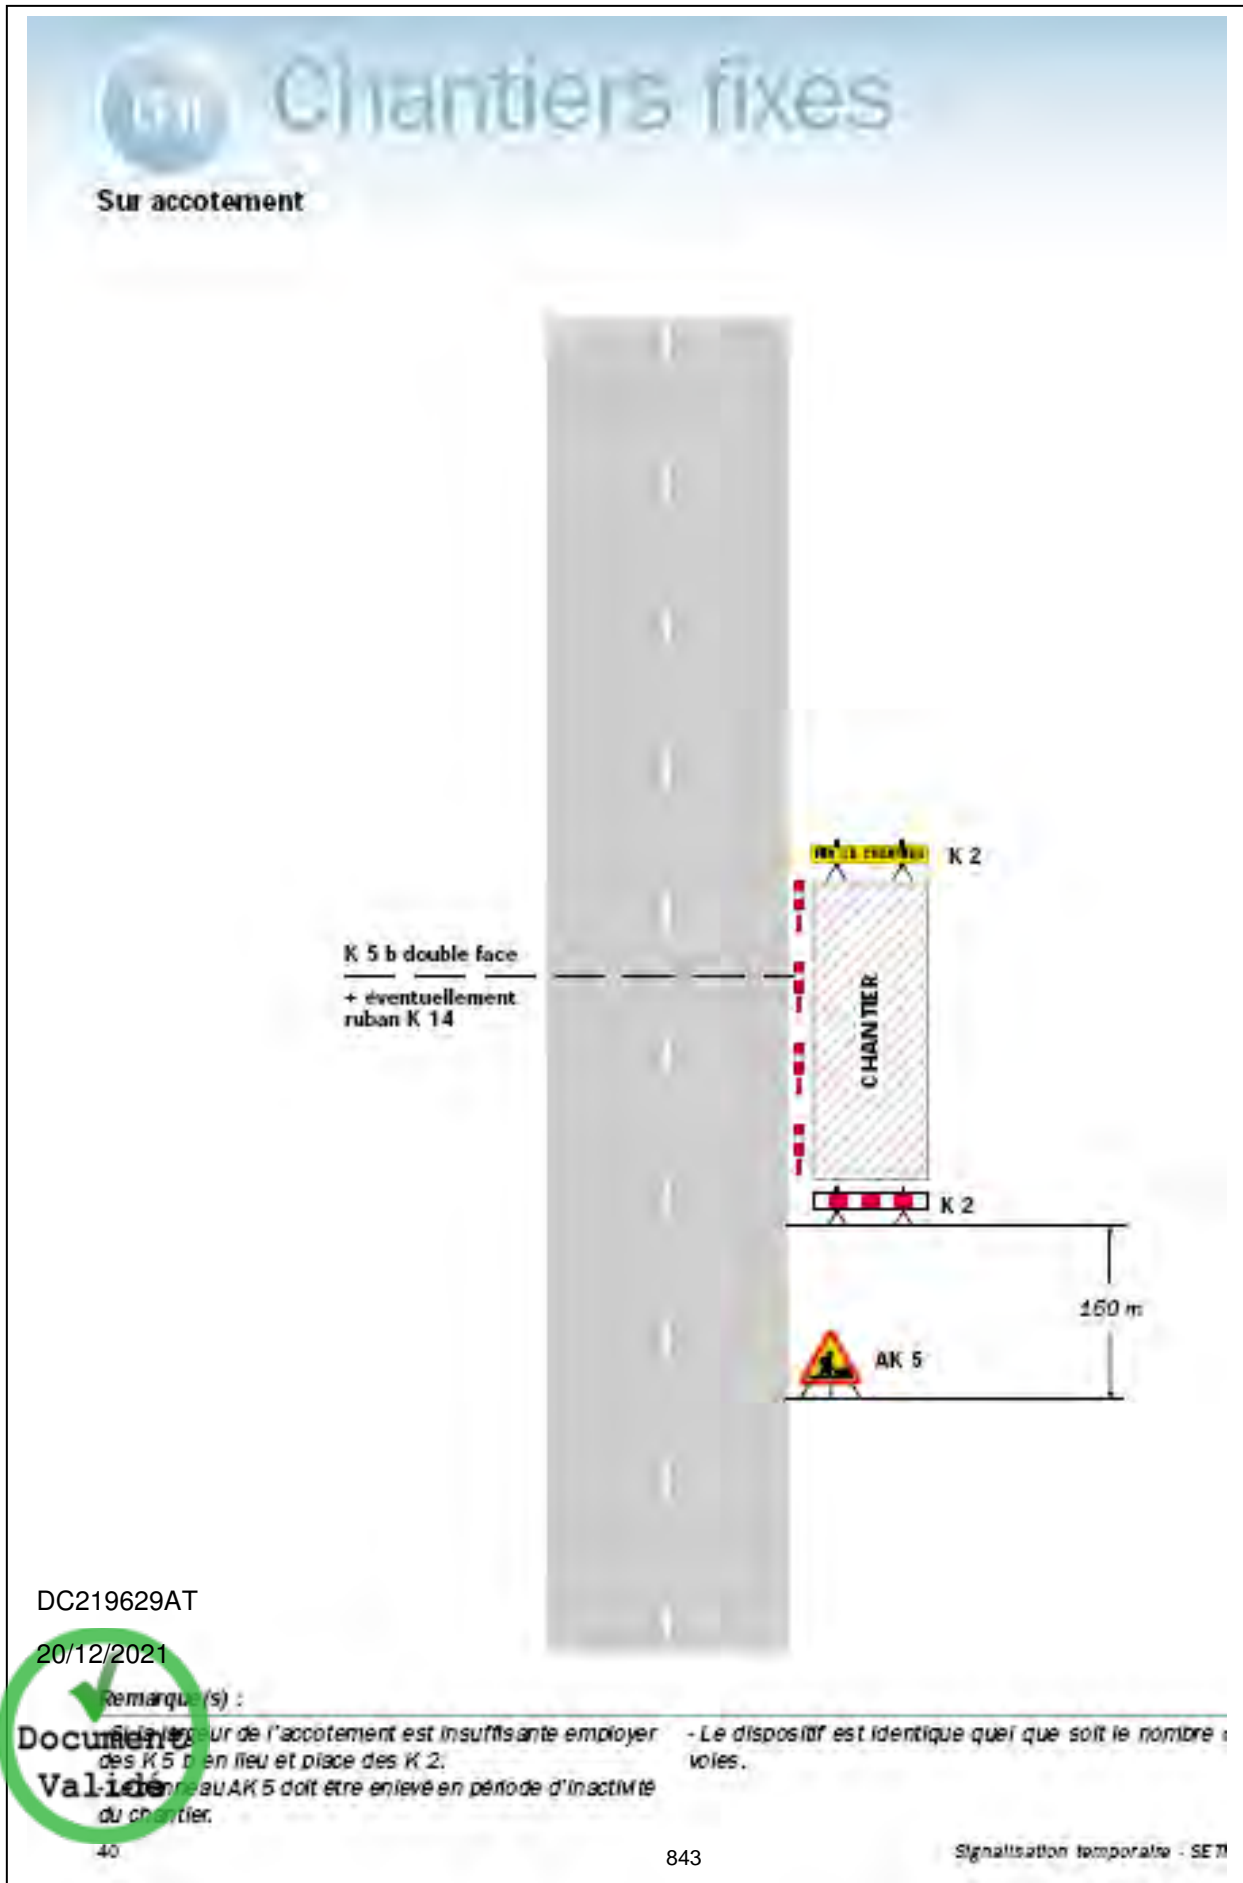 Chantiers fixes
Sur accotement
K 2
K 5 b double face
+ éventuellement
ruban K 14
CHANTIER
K 2
150 m
AK 5
DC219629AT
20/12/2021
Remarque(s) :
de l'accotement est insuffisante employer
des K 5 b en lieu et place des K 2.
AK 5 doit être enlevé en période d'inactivité
du chantier.
- Le dispositif est identique quel que soit le nombre
voies.
Document
Validé
40
843
Signalisation temporaire -